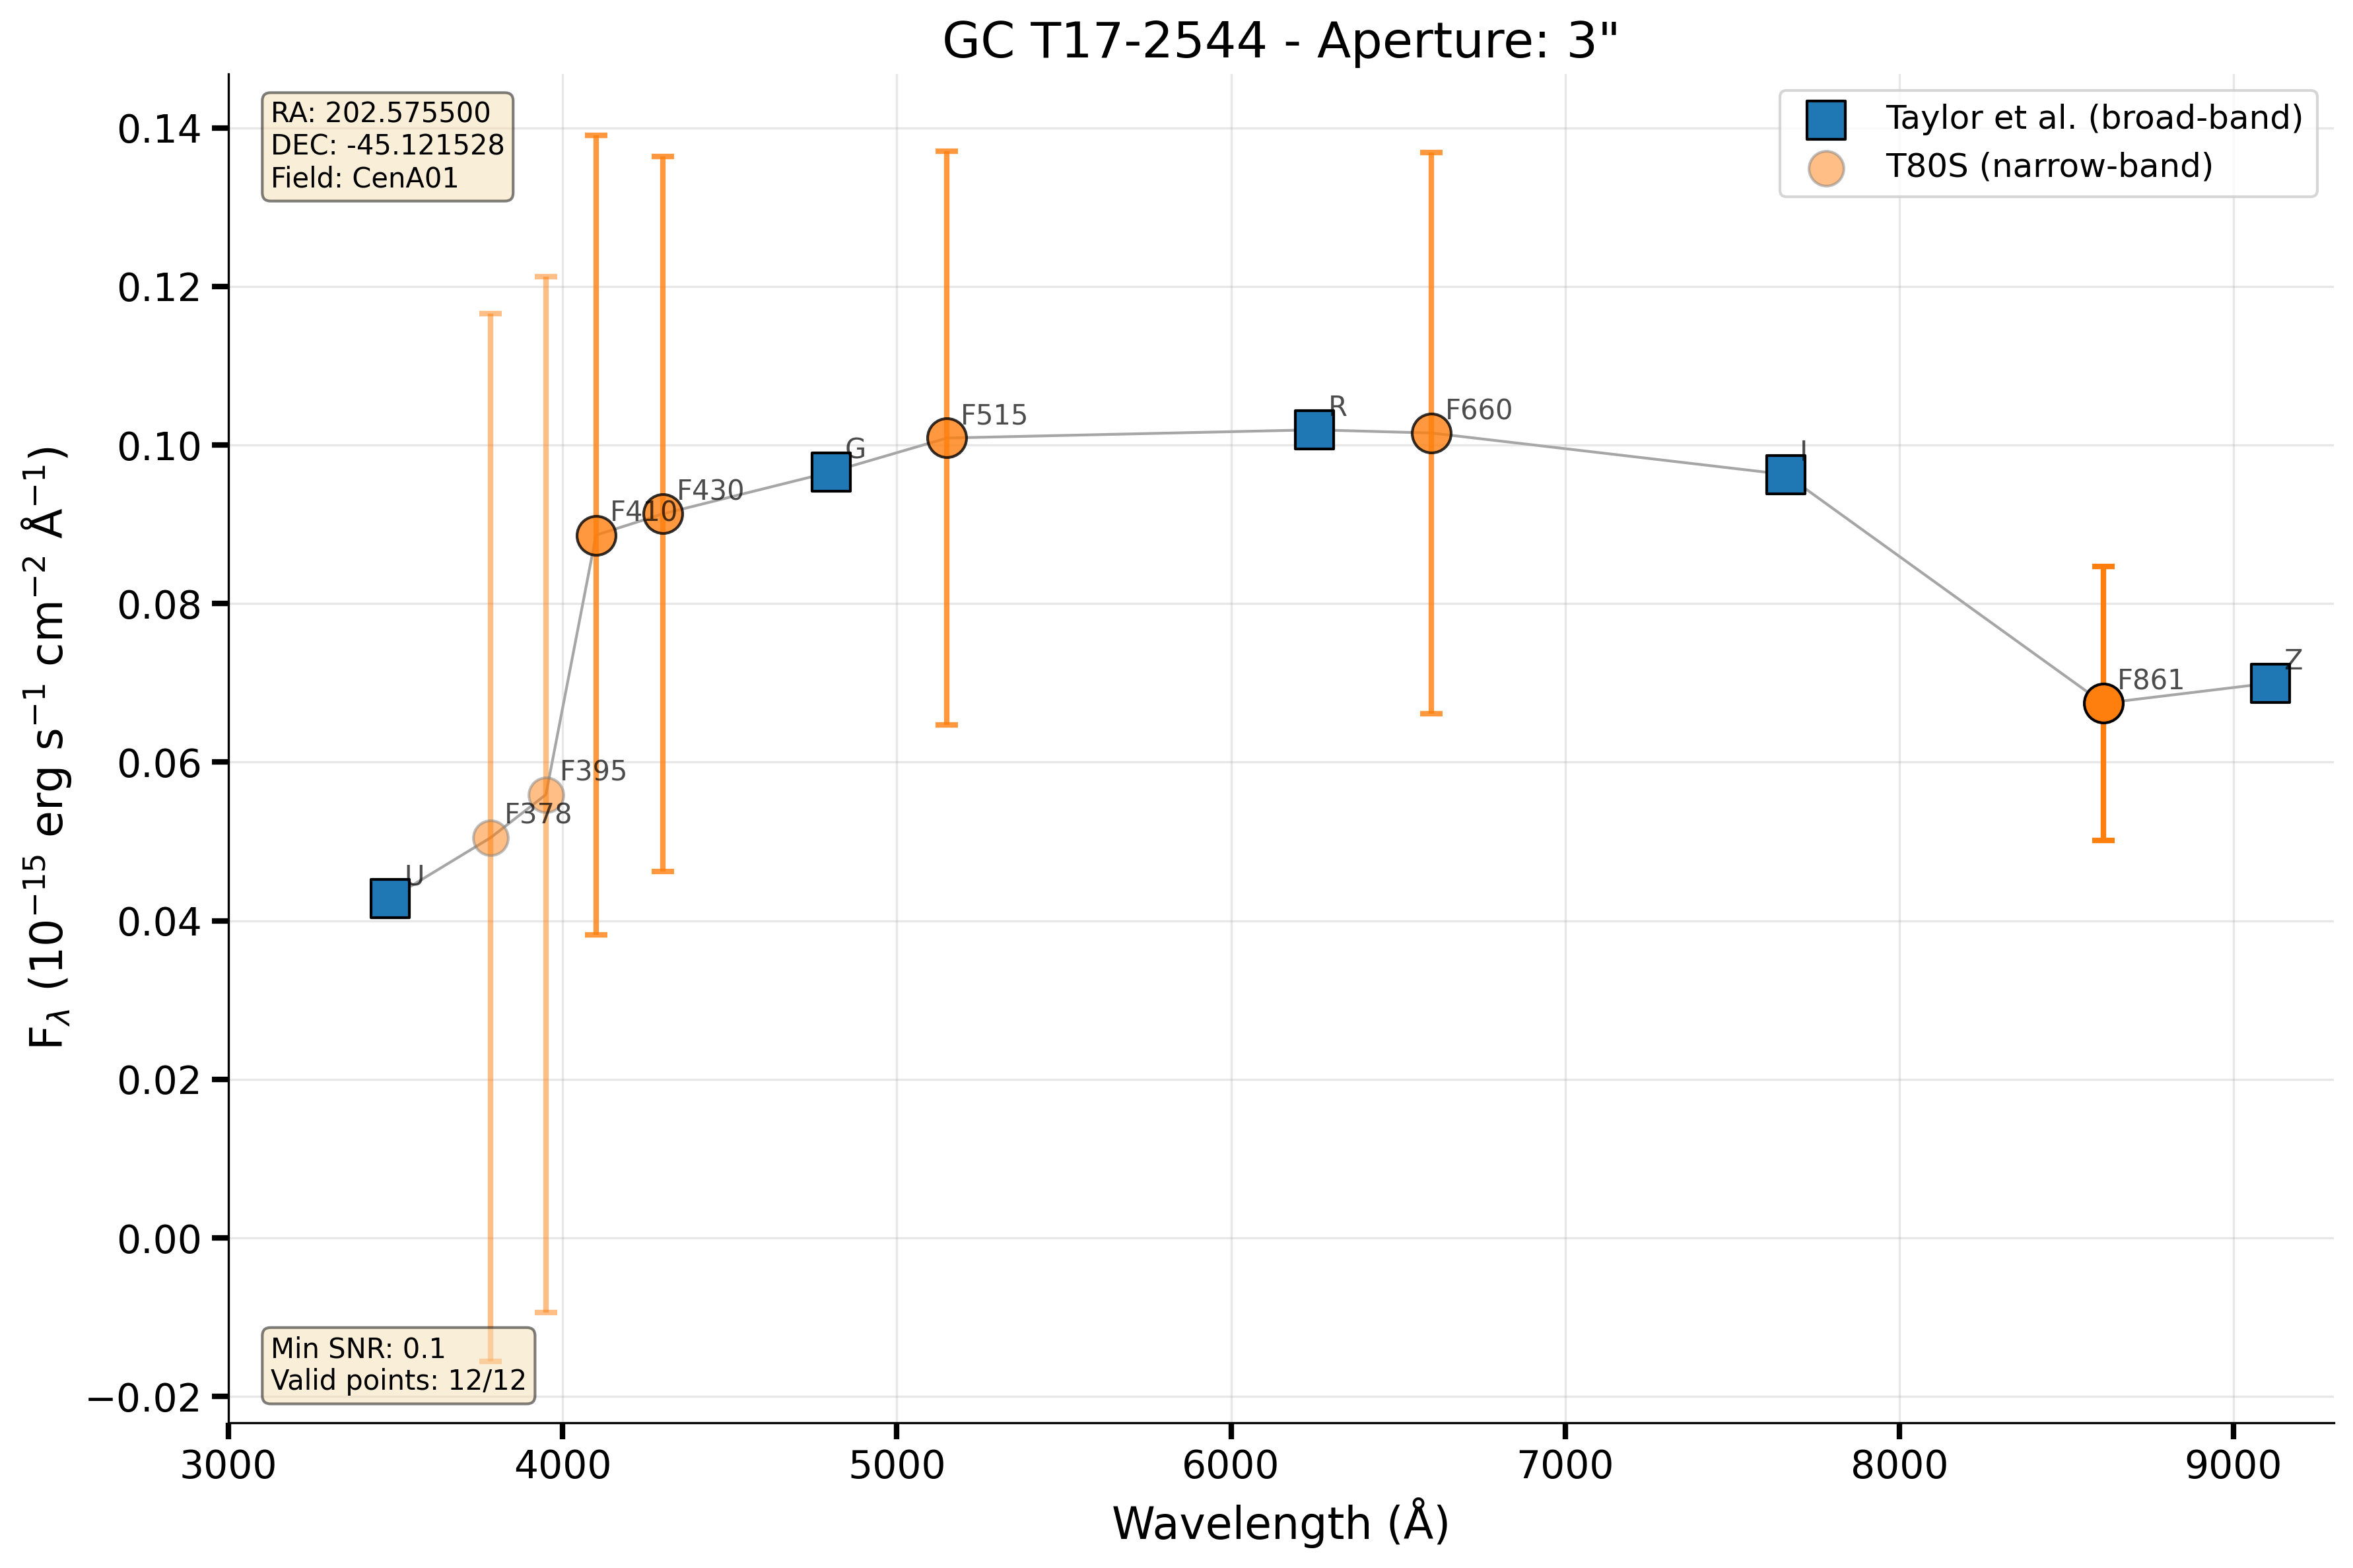 GC T17-2544 - Aperture: 3"
RA: 202.575500
DEC: -45.121528
Field: CenA01
Taylor et al. (broad-band)
T80S (narrow-band)
0.14
0.12
0.10
0.08
0.06
0.04
0.02
0.00
−0.02
F_λ (10⁻¹⁵ erg s⁻¹ cm⁻² Å⁻¹)
U
F378
F395
F410
F430
G
F515
R
F660
I
F861
Z
Min SNR: 0.1
Valid points: 12/12
3000
4000
5000
6000
7000
8000
9000
Wavelength (Å)